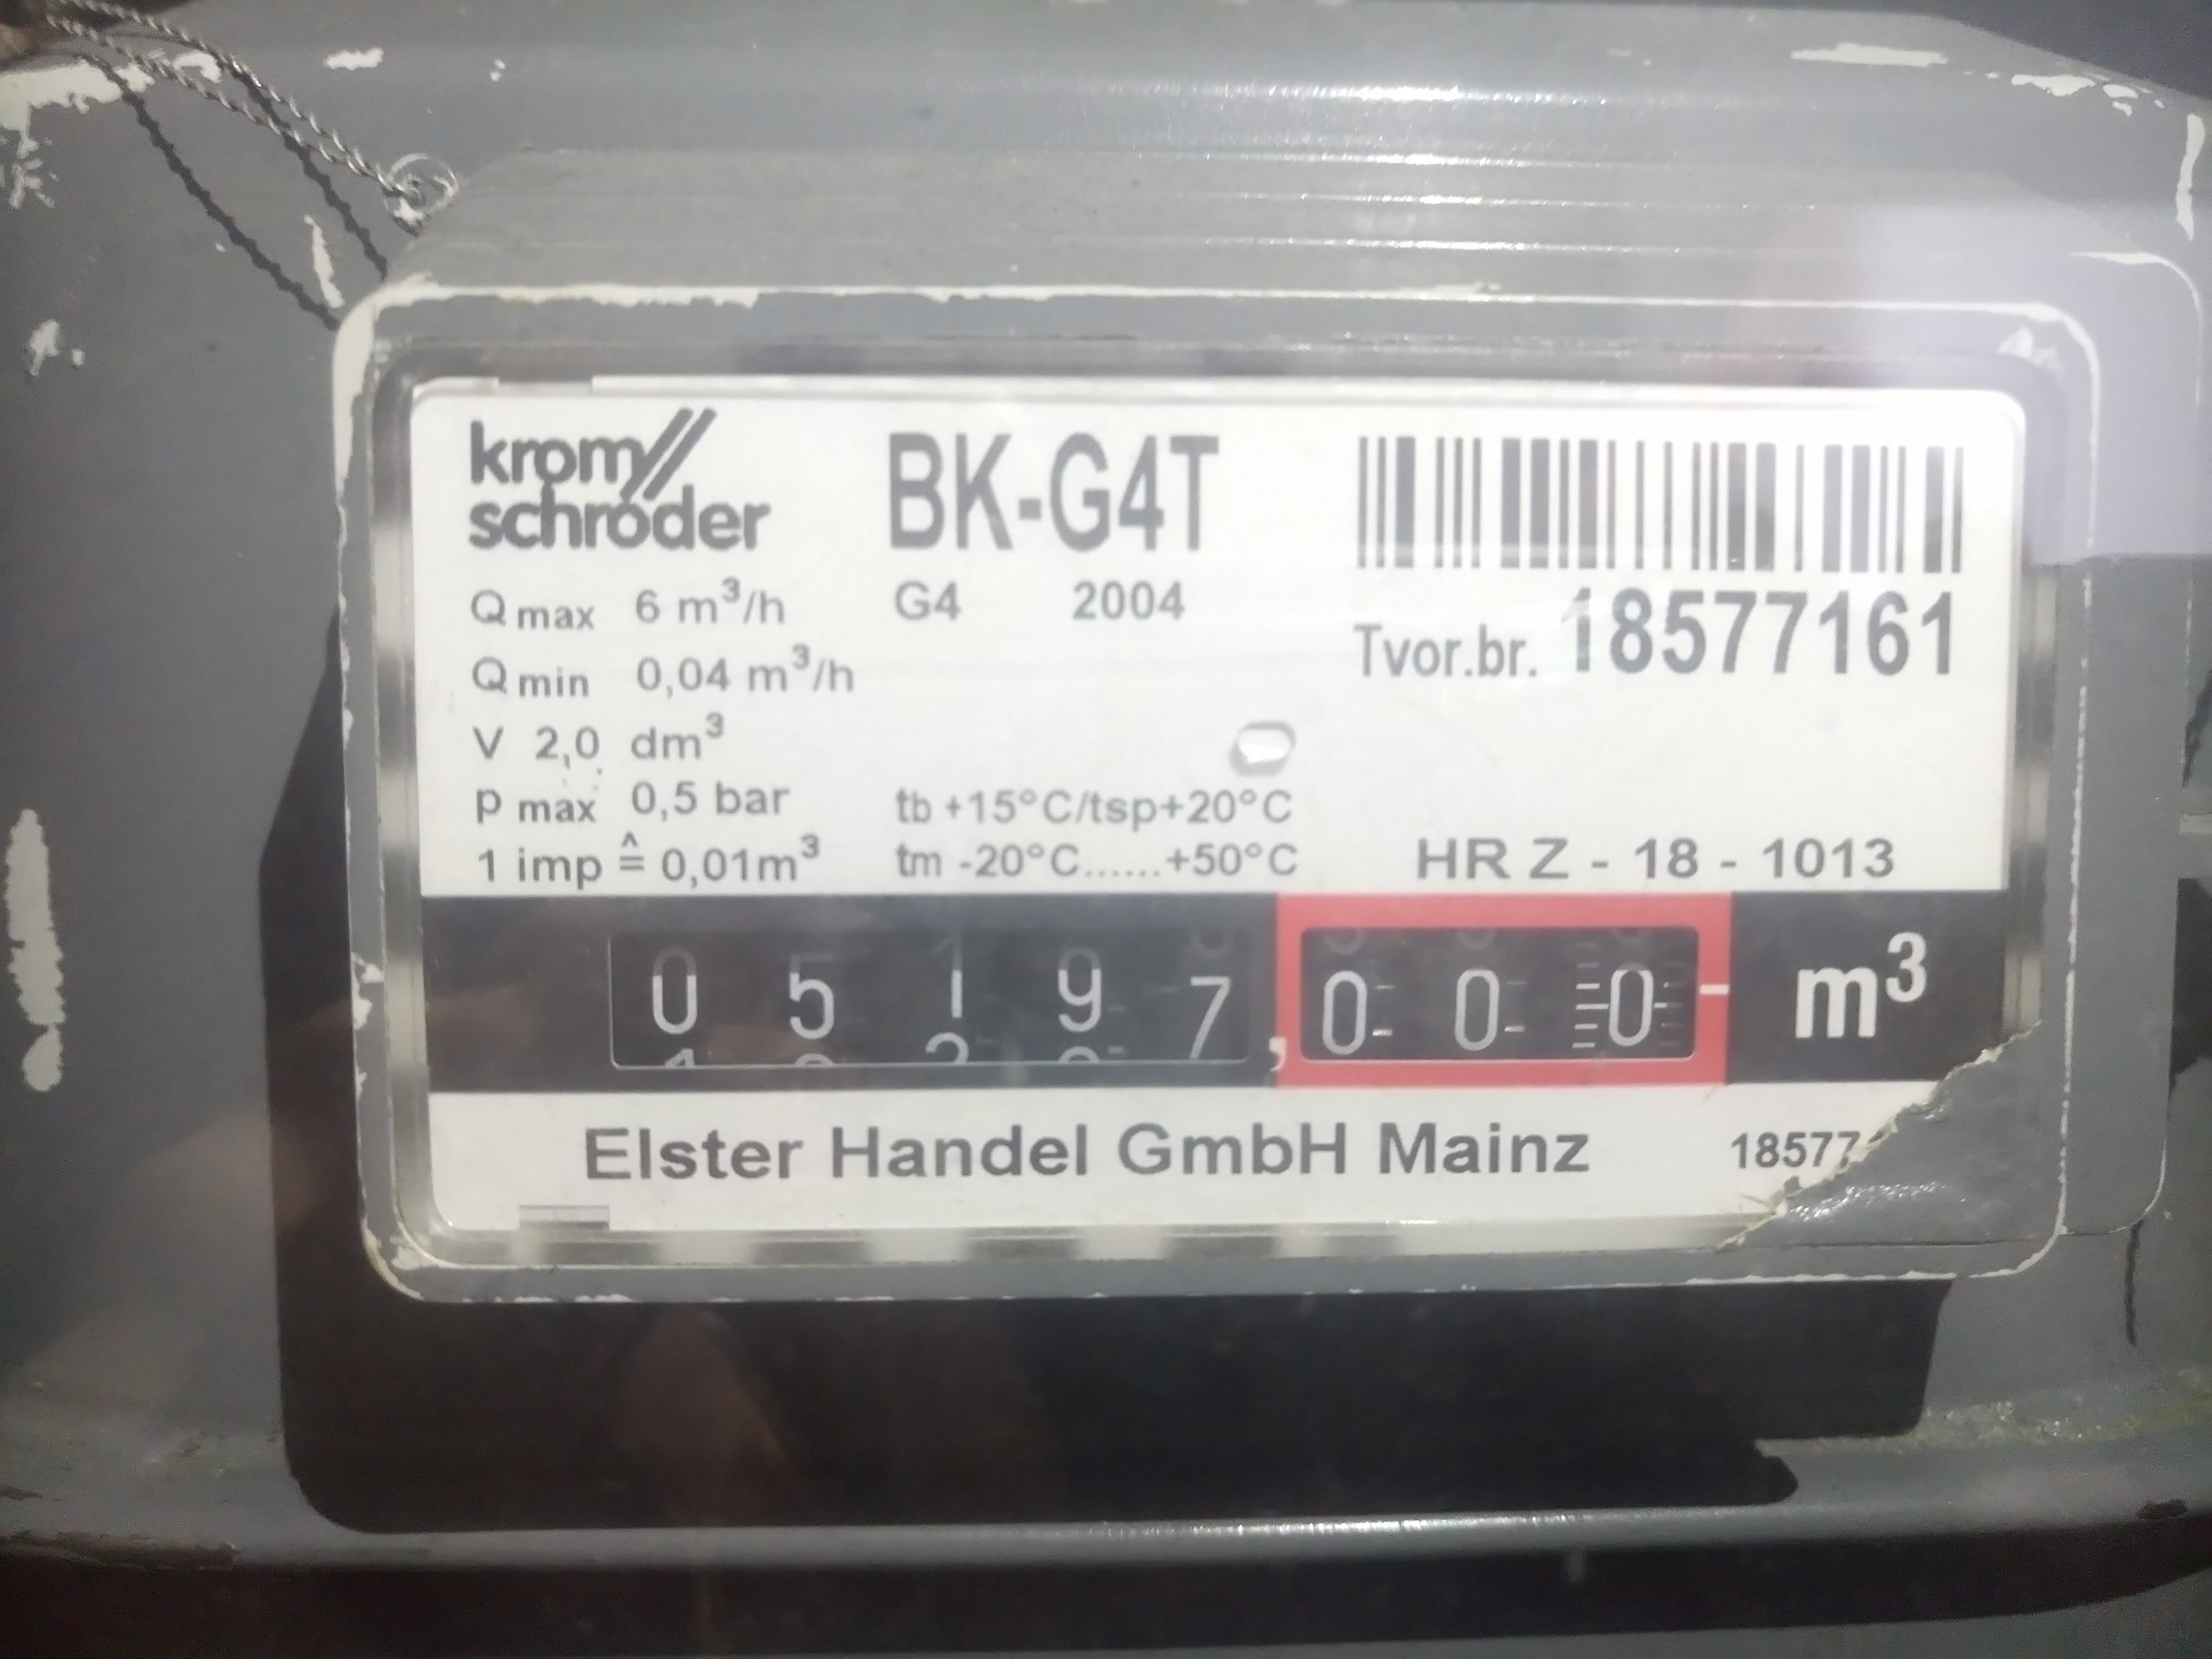 krom//
schröder
BK-G4T
G4 2004
Tvor.br. 18577161
Q max 6 m³/h
Q min 0,04 m³/h
V 2,0 dm³
p max 0,5 bar
1 imp ≙ 0,01m³
tb +15°C/tsp+20°C
tm -20°C......+50°C
HR Z - 18 - 1013
0 5 1 9 7 , 0 0 0 m³
Elster Handel GmbH Mainz 18577